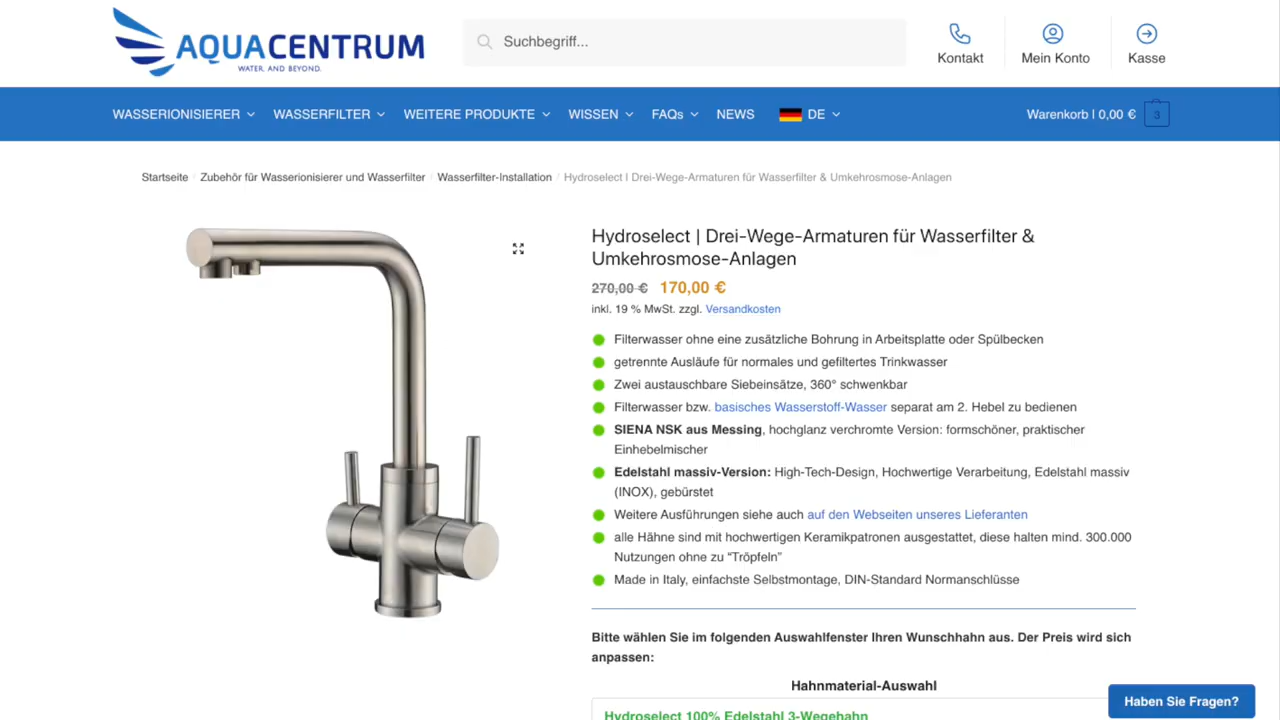 AQUACENTRUM
WATER. AND BEYOND.
Suchbegriff...
Kontakt
Mein Konto
Kasse
WASSERIONISIERER
WASSERFILTER
WEITERE PRODUKTE
WISSEN
FAQs
NEWS
DE
Warenkorb | 0,00 €
3
Startseite / Zubehör für Wasserionisierer und Wasserfilter / Wasserfilter-Installation / Hydroselect | Drei-Wege-Armaturen für Wasserfilter & Umkehrosmose-Anlagen
Hydroselect | Drei-Wege-Armaturen für Wasserfilter &
Umkehrosmose-Anlagen
270,00 € 170,00 €
inkl. 19 % MwSt. zzgl. Versandkosten
Filterwasser ohne eine zusätzliche Bohrung in Arbeitsplatte oder Spülbecken
getrennte Ausläufe für normales und gefiltertes Trinkwasser
Zwei austauschbare Siebeinsätze, 360° schwenkbar
Filterwasser bzw. basisches Wasserstoff-Wasser separat am 2. Hebel zu bedienen
SIENA NSK aus Messing, hochglanz verchromte Version: formschöner, praktischer
Einhebelmischer
Edelstahl massiv-Version: High-Tech-Design, Hochwertige Verarbeitung, Edelstahl massiv
(INOX), gebürstet
Weitere Ausführungen siehe auch auf den Webseiten unseres Lieferanten
alle Hähne sind mit hochwertigen Keramikpatronen ausgestattet, diese halten mind. 300.000
Nutzungen ohne zu “Tröpfeln”
Made in Italy, einfachste Selbstmontage, DIN-Standard Normanschlüsse
Bitte wählen Sie im folgenden Auswahlfenster Ihren Wunschhahn aus. Der Preis wird sich
anpassen:
Hahnmaterial-Auswahl
Hydroselect 100% Edelstahl 3-Wegehahn
Haben Sie Fragen?